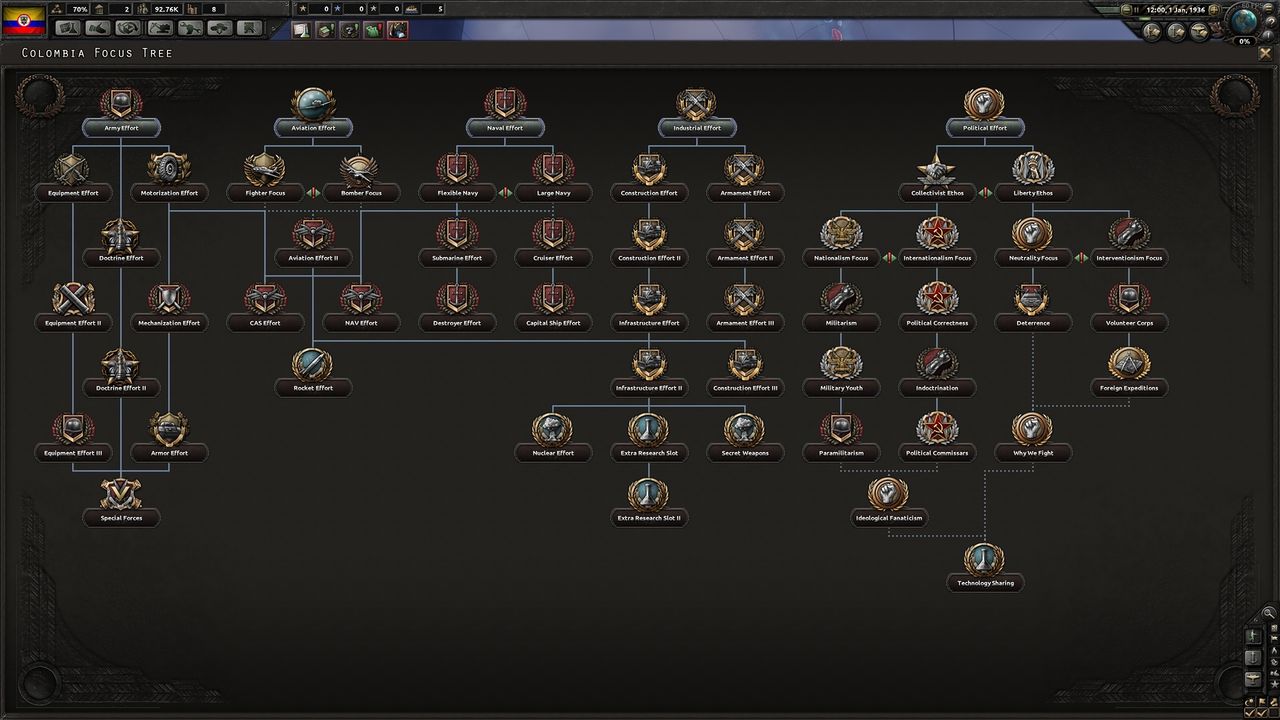 70%
2
92.76K
8
0
0
0
5
12:00, 1 Jan, 1936
0%
Colombia Focus Tree
Army Effort
Aviation Effort
Naval Effort
Industrial Effort
Political Effort
Equipment Effort
Motorization Effort
Fighter Focus
Bomber Focus
Flexible Navy
Large Navy
Construction Effort
Armament Effort
Collectivist Ethos
Liberty Ethos
Doctrine Effort
Aviation Effort II
Submarine Effort
Cruiser Effort
Construction Effort II
Armament Effort II
Nationalism Focus
Internationalism Focus
Neutrality Focus
Interventionism Focus
Equipment Effort II
Mechanization Effort
CAS Effort
NAV Effort
Destroyer Effort
Capital Ship Effort
Infrastructure Effort
Armament Effort III
Militarism
Political Correctness
Deterrence
Volunteer Corps
Doctrine Effort II
Rocket Effort
Infrastructure Effort II
Construction Effort III
Military Youth
Indoctrination
Foreign Expeditions
Equipment Effort III
Armor Effort
Nuclear Effort
Extra Research Slot
Secret Weapons
Paramilitarism
Political Commissars
Why We Fight
Special Forces
Extra Research Slot II
Ideological Fanaticism
Technology Sharing